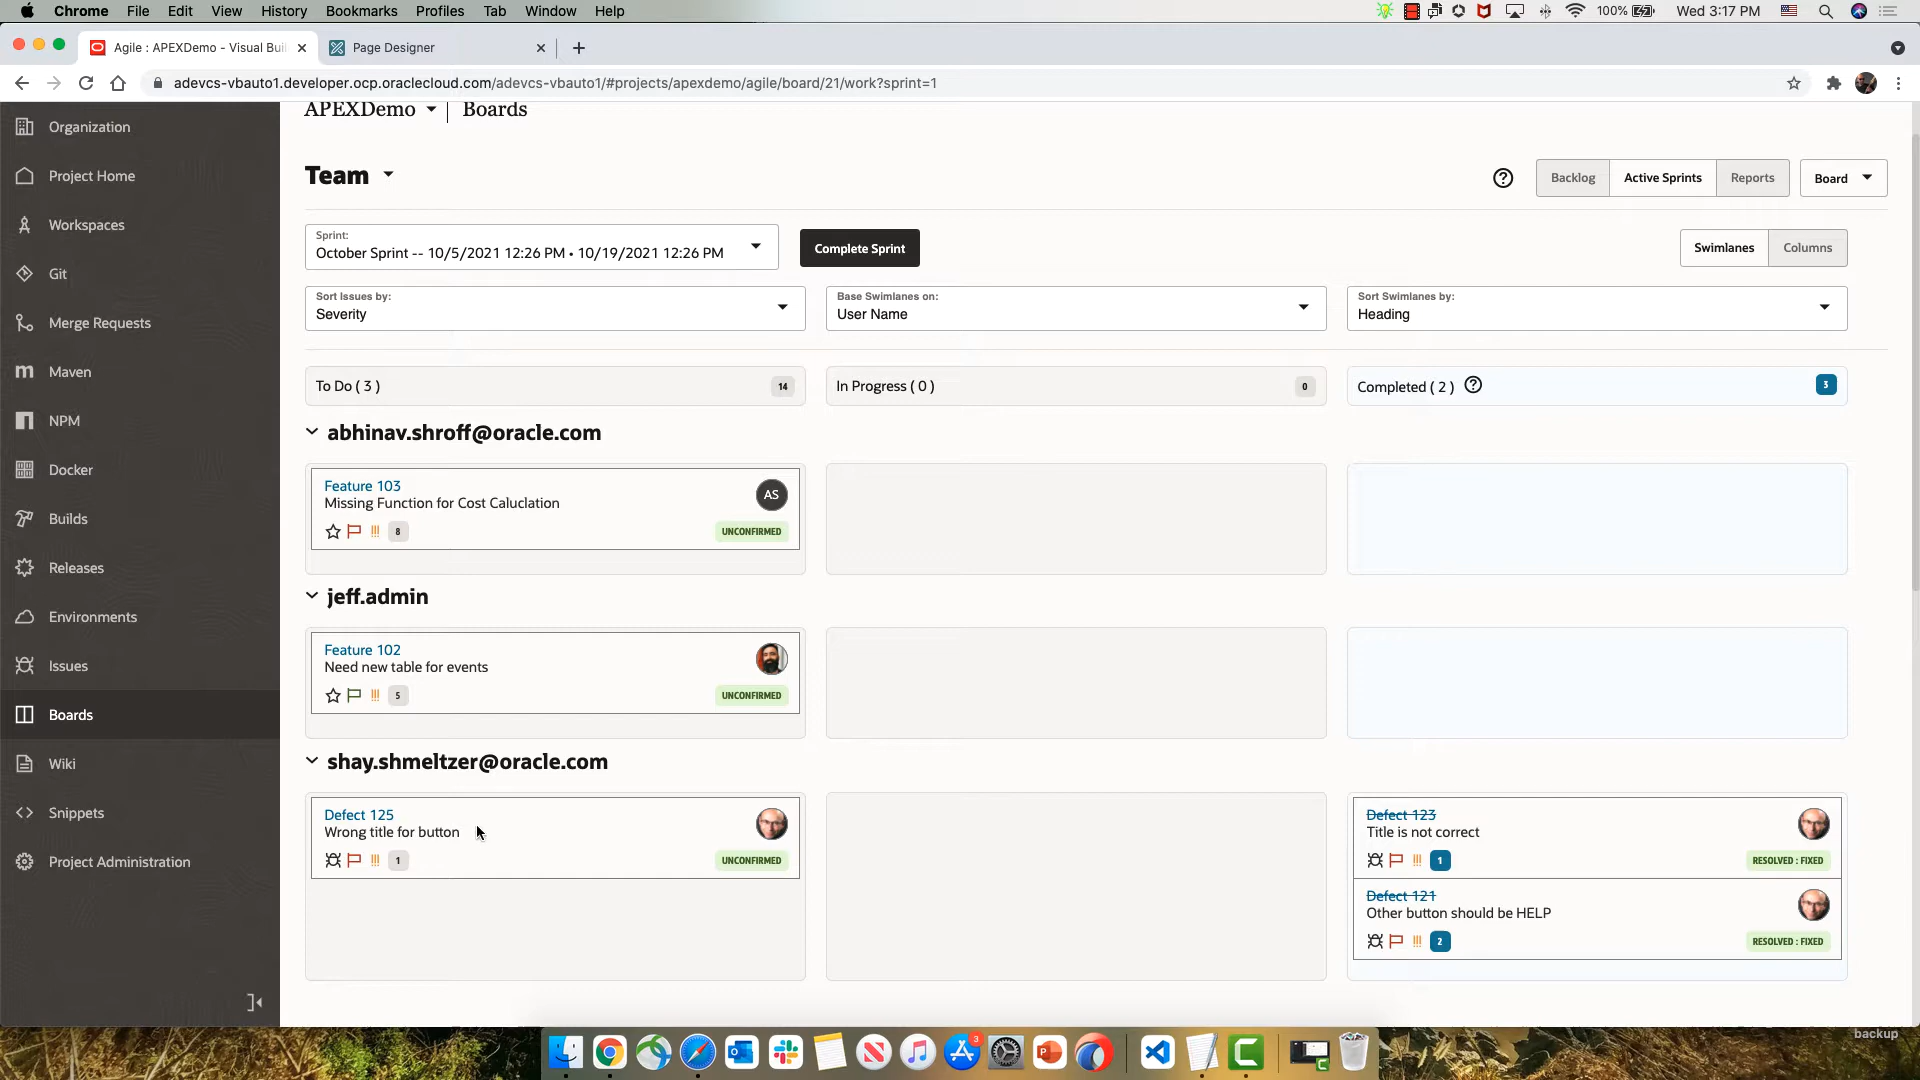 Chrome File Edit View History Bookmarks Profiles Tab Window Help
100% Wed 3:17 PM
Agile : APEXDemo - Visual Buil
Page Designer
adevcs-vbauto1.developer.ocp.oraclecloud.com/adevcs-vbauto1/#projects/apexdemo/agile/board/21/work?sprint=1
Organization
Project Home
Workspaces
Git
Merge Requests
Maven
NPM
Docker
Builds
Releases
Environments
Issues
Boards
Wiki
Snippets
Project Administration
APEXDemo Boards
Team
Backlog Active Sprints Reports Board
Sprint:
October Sprint -- 10/5/2021 12:26 PM • 10/19/2021 12:26 PM
Complete Sprint
Swimlanes Columns
Sort Issues by:
Severity
Base Swimlanes on:
User Name
Sort Swimlanes by:
Heading
To Do ( 3 ) 14
In Progress ( 0 ) 0
Completed ( 2 ) 3
abhinav.shroff@oracle.com
Feature 103
Missing Function for Cost Caluclation
AS
8 UNCONFIRMED
jeff.admin
Feature 102
Need new table for events
5 UNCONFIRMED
shay.shmeltzer@oracle.com
Defect 125
Wrong title for button
1 UNCONFIRMED
Defect 123
Title is not correct
1 RESOLVED : FIXED
Defect 121
Other button should be HELP
2 RESOLVED : FIXED
backup
3